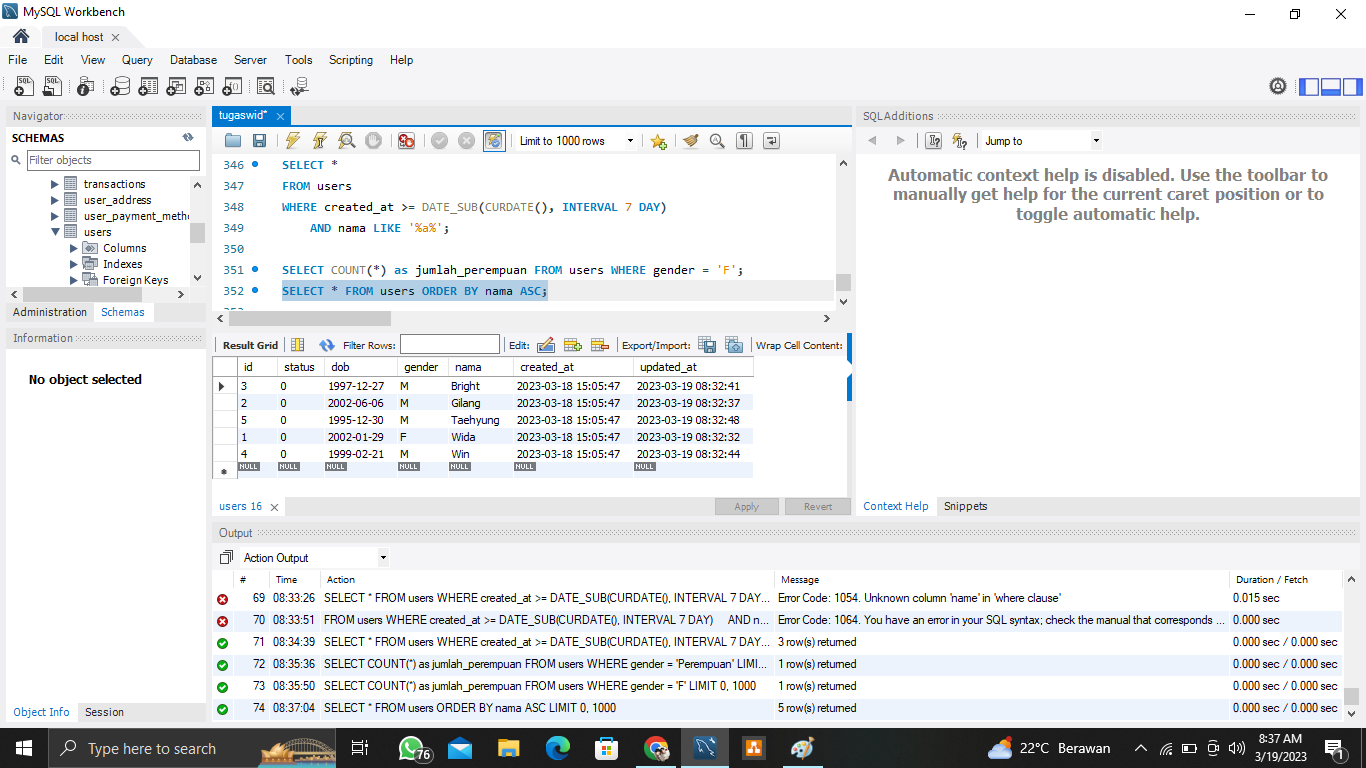 MySQL Workbench
local host
File Edit View Query Database Server Tools Scripting Help
Navigator
SCHEMAS
Filter objects
transactions
user_address
user_payment_meth
users
Columns
Indexes
Foreign Keys
Administration Schemas
Information
No object selected
Object Info Session
tugaswid*
Limit to 1000 rows
346 SELECT *
347 FROM users
348 WHERE created_at >= DATE_SUB(CURDATE(), INTERVAL 7 DAY)
349 AND nama LIKE '%a%';
350
351 SELECT COUNT(*) as jumlah_perempuan FROM users WHERE gender = 'F';
352 SELECT * FROM users ORDER BY nama ASC;
Result Grid Filter Rows: Edit: Export/Import: Wrap Cell Content:
id status dob gender nama created_at updated_at
3 0 1997-12-27 M Bright 2023-03-18 15:05:47 2023-03-19 08:32:41
2 0 2002-06-06 M Gilang 2023-03-18 15:05:47 2023-03-19 08:32:37
5 0 1995-12-30 M Taehyung 2023-03-18 15:05:47 2023-03-19 08:32:48
1 0 2002-01-29 F Wida 2023-03-18 15:05:47 2023-03-19 08:32:32
4 0 1999-02-21 M Win 2023-03-18 15:05:47 2023-03-19 08:32:44
NULL NULL NULL NULL NULL NULL NULL
users 16
Apply Revert
SQLAdditions
Jump to
Automatic context help is disabled. Use the toolbar to
manually get help for the current caret position or to
toggle automatic help.
Context Help Snippets
Output
Action Output
# Time Action Message Duration / Fetch
69 08:33:26 SELECT * FROM users WHERE created_at >= DATE_SUB(CURDATE(), INTERVAL 7 DAY... Error Code: 1054. Unknown column 'name' in 'where clause' 0.015 sec
70 08:33:51 FROM users WHERE created_at >= DATE_SUB(CURDATE(), INTERVAL 7 DAY) AND n... Error Code: 1064. You have an error in your SQL syntax; check the manual that corresponds ... 0.000 sec
71 08:34:39 SELECT * FROM users WHERE created_at >= DATE_SUB(CURDATE(), INTERVAL 7 DAY... 3 row(s) returned 0.000 sec / 0.000 sec
72 08:35:36 SELECT COUNT(*) as jumlah_perempuan FROM users WHERE gender = 'Perempuan' LIMI... 1 row(s) returned 0.000 sec / 0.000 sec
73 08:35:50 SELECT COUNT(*) as jumlah_perempuan FROM users WHERE gender = 'F' LIMIT 0, 1000 1 row(s) returned 0.000 sec / 0.000 sec
74 08:37:04 SELECT * FROM users ORDER BY nama ASC LIMIT 0, 1000 5 row(s) returned 0.000 sec / 0.000 sec
Type here to search
76
22°C Berawan
8:37 AM
3/19/2023
1